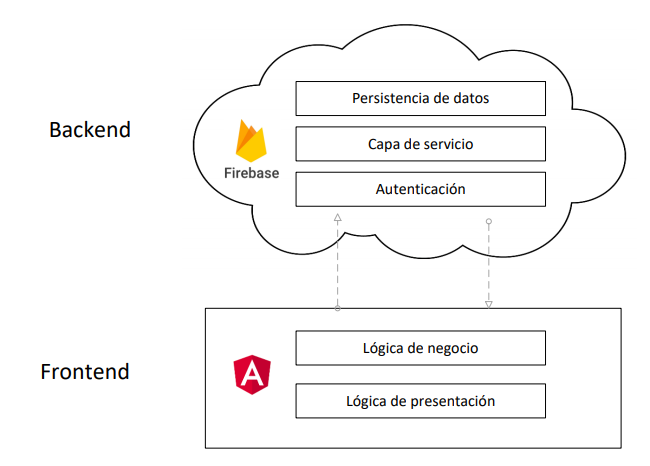 Backend
Firebase
Persistencia de datos
Capa de servicio
Autenticación
Frontend
A
Lógica de negocio
Lógica de presentación